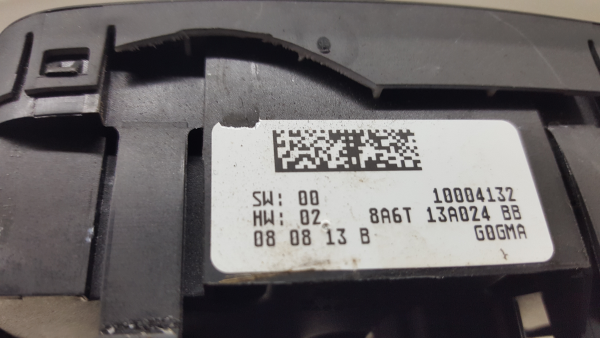 SW: 00 10004132
HW: 02 8A6T 13A024 BB
08 08 13 B G0GMA